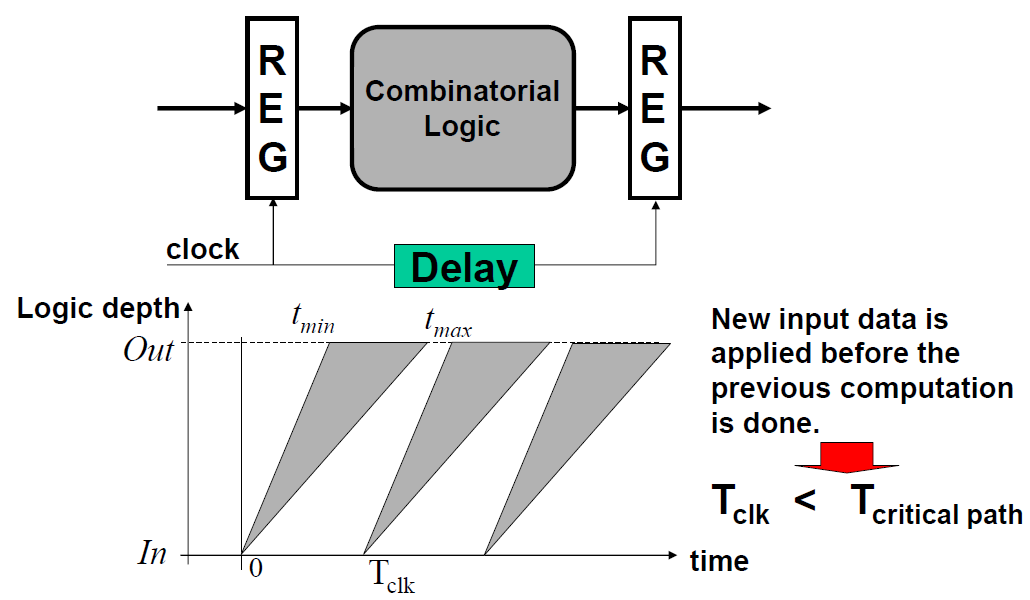 R
E
G
Combinatorial
Logic
R
E
G
clock
Delay
Logic depth
t_min
t_max
Out
In
0
T_clk
time
New input data is
applied before the
previous computation
is done.
T_clk < T_critical path